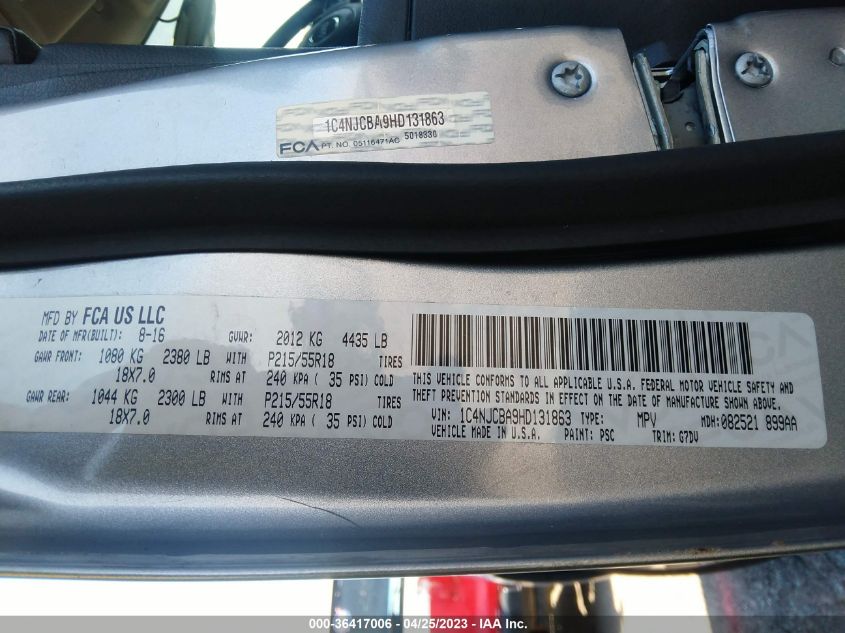 1C4NJCBA9HD131863
FCA PT. NO. 05116471AC 5018830
MFD BY FCA US LLC
DATE OF MFR(BUILT): 8-16 GVWR: 2012 KG 4435 LB
GAWR FRONT: 1080 KG 2380 LB WITH P215/55R18 TIRES
18X7.0 RIMS AT 240 KPA ( 35 PSI) COLD
GAWR REAR: 1044 KG 2300 LB WITH P215/55R18 TIRES
18X7.0 RIMS AT 240 KPA ( 35 PSI) COLD
THIS VEHICLE CONFORMS TO ALL APPLICABLE U.S.A. FEDERAL MOTOR VEHICLE SAFETY AND
THEFT PREVENTION STANDARDS IN EFFECT ON THE DATE OF MANUFACTURE SHOWN ABOVE.
VIN: 1C4NJCBA9HD131863 TYPE: MPV MDH:082521 899AA
VEHICLE MADE IN U.S.A. PAINT: PSC TRIM: G7DV
000-36417006 - 04/25/2023 - IAA Inc.